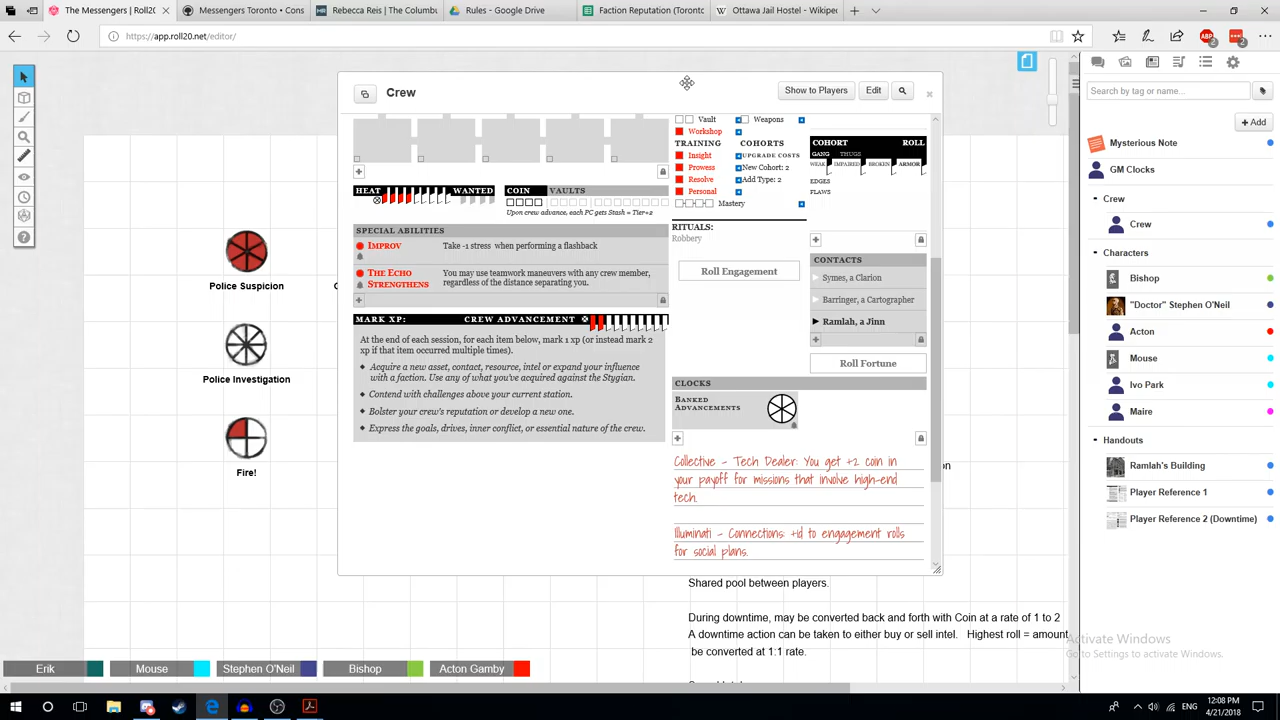 The Messengers | Roll20
Messengers Toronto • Cons
Rebecca Reis | The Columbu
Rules - Google Drive
Faction Reputation (Toronto
Ottawa Jail Hostel - Wikipec
https://app.roll20.net/editor/
ABP
2
2
Crew
Show to Players
Edit
Vault
Weapons
Workshop
TRAINING
COHORTS
Insight
UPGRADE COSTS
Prowess
New Cohort: 2
Resolve
Add Type: 2
Personal
Mastery
COHORT
ROLL
GANG
THUGS
WEAK
IMPAIRED
BROKEN
ARMOR
EDGES
FLAWS
HEAT
WANTED
COIN
VAULTS
Upon crew advance, each PC gets Stash = Tier+2
SPECIAL ABILITIES
IMPROV
Take -1 stress when performing a flashback
THE ECHO STRENGTHENS
You may use teamwork maneuvers with any crew member,
regardless of the distance separating you.
RITUALS:
Robbery
Roll Engagement
CONTACTS
Symes, a Clarion
Barringer, a Cartographer
Ramlah, a Jinn
Roll Fortune
MARK XP:
CREW ADVANCEMENT
At the end of each session, for each item below, mark 1 xp (or instead mark 2
xp if that item occurred multiple times).
Acquire a new asset, contact, resource, intel or expand your influence
with a faction. Use any of what you've acquired against the Stygian.
Contend with challenges above your current station.
Bolster your crew's reputation or develop a new one.
Express the goals, drives, inner conflict, or essential nature of the crew.
CLOCKS
BANKED
ADVANCEMENTS
Collective - Tech Dealer: You get +2 coin in
your payoff for missions that involve high-end
tech.
Illuminati - Connections: +1d to engagement rolls
for social plans.
Police Suspicion
Police Investigation
Fire!
Shared pool between players.
During downtime, may be converted back and forth with Coin at a rate of 1 to 2
A downtime action can be taken to either buy or sell intel. Highest roll = amount
be converted at 1:1 rate.
Erik
Mouse
Stephen O'Neil
Bishop
Acton Gamby
Search by tag or name...
+ Add
Mysterious Note
GM Clocks
Crew
Crew
Characters
Bishop
"Doctor" Stephen O'Neil
Acton
Mouse
Ivo Park
Maire
Handouts
Ramlah's Building
Player Reference 1
Player Reference 2 (Downtime)
Activate Windows
Go to Settings to activate Windows.
ENG
12:08 PM
4/21/2018